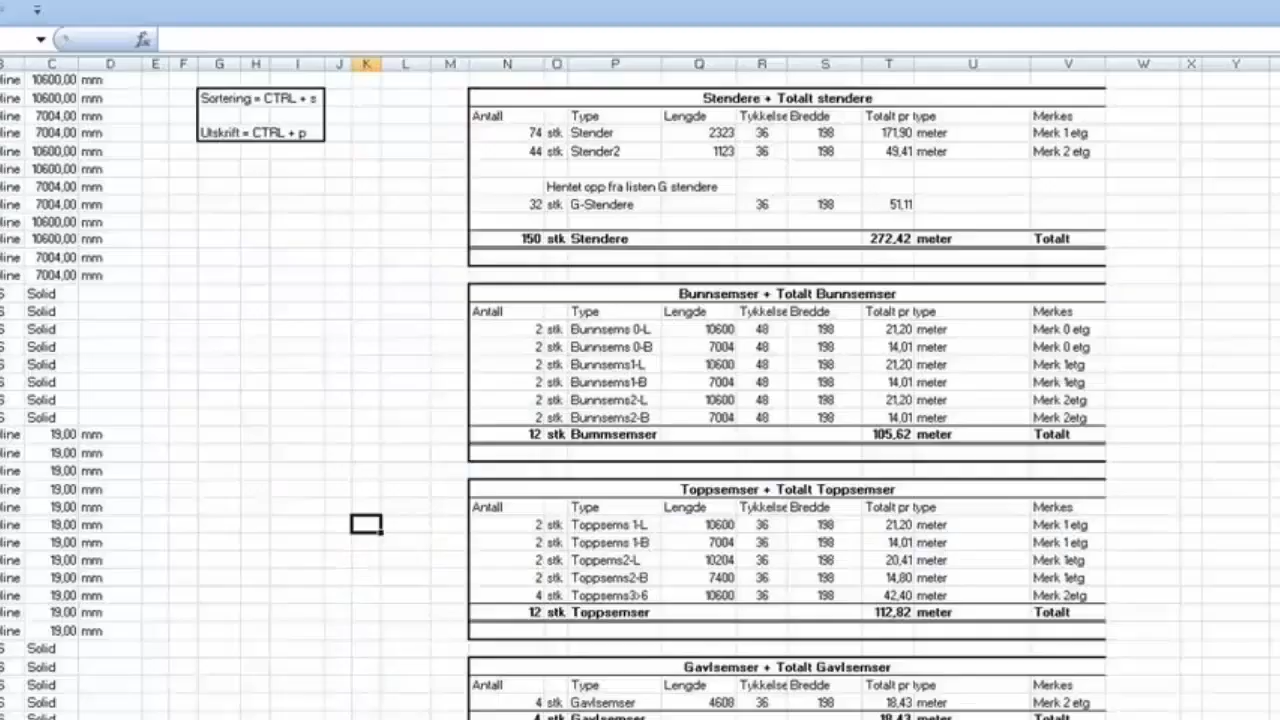 fx
C D E F G H I J K L M N O P Q R S T U V W X Y
line 10600,00 mm
line 10600,00 mm Sortering = CTRL + s Stendere + Totalt stendere
line 7004,00 mm Antall Type Lengde Tykkelse Bredde Totalt pr type Merkes
line 7004,00 mm Utskrift = CTRL + p 74 stk Stender 2323 36 198 171,90 meter Merk 1 etg
line 10600,00 mm 44 stk Stender2 1123 36 198 49,41 meter Merk 2 etg
line 10600,00 mm
line 7004,00 mm Hentet opp fra listen G stendere
line 7004,00 mm 32 stk G-Stendere 36 198 51,11
line 10600,00 mm
line 10600,00 mm 150 stk Stendere 272,42 meter Totalt
line 7004,00 mm
line 7004,00 mm
S Solid Bunnsemser + Totalt Bunnsemser
S Solid Antall Type Lengde Tykkelse Bredde Totalt pr type Merkes
S Solid 2 stk Bunnsems 0-L 10600 48 198 21,20 meter Merk 0 etg
S Solid 2 stk Bunnsems 0-B 7004 48 198 14,01 meter Merk 0 etg
S Solid 2 stk Bunnsems1-L 10600 48 198 21,20 meter Merk 1etg
S Solid 2 stk Bunnsems1-B 7004 48 198 14,01 meter Merk 1etg
S Solid 2 stk Bunnsems2-L 10600 48 198 21,20 meter Merk 2etg
S Solid 2 stk Bunnsems2-B 7004 48 198 14,01 meter Merk 2etg
line 19,00 mm 12 stk Bummsemser 105,62 meter Totalt
line 19,00 mm
line 19,00 mm
line 19,00 mm Toppsemser + Totalt Toppsemser
line 19,00 mm Antall Type Lengde Tykkelse Bredde Totalt pr type Merkes
line 19,00 mm 2 stk Toppsems 1-L 10600 36 198 21,20 meter Merk 1 etg
line 19,00 mm 2 stk Toppsems 1-B 7004 36 198 14,01 meter Merk 1 etg
line 19,00 mm 2 stk Toppems2-L 10204 36 198 20,41 meter Merk 1etg
line 19,00 mm 2 stk Toppsems2-B 7400 36 198 14,80 meter Merk 1etg
line 19,00 mm 4 stk Toppsems3>6 10600 36 198 42,40 meter Merk 2etg
line 19,00 mm 12 stk Toppsemser 112,82 meter Totalt
line 19,00 mm
S Solid
S Solid Gavlsemser + Totalt Gavlsemser
S Solid Antall Type Lengde Tykkelse Bredde Totalt pr type Merkes
S Solid 4 stk Gavlsemser 4608 36 198 18,43 meter Merk 2 etg
S Solid 4 stk Gavlsemser 18,43 meter Totalt